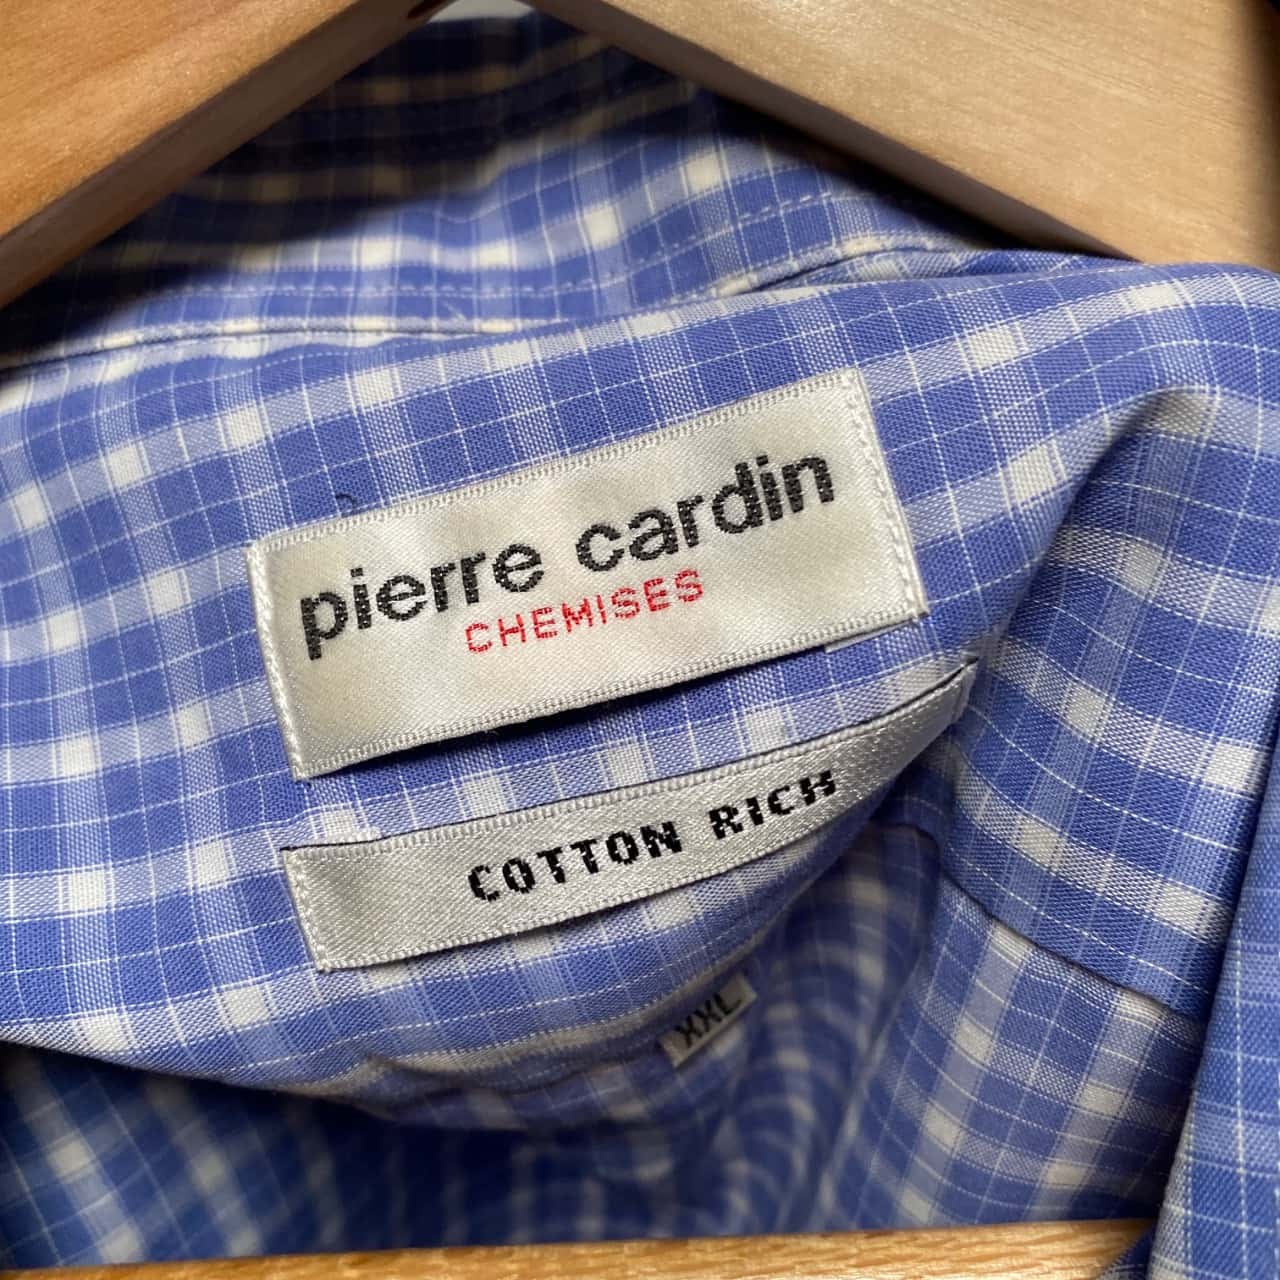 pierre cardin
CHEMISES
COTTON RICH
XXL